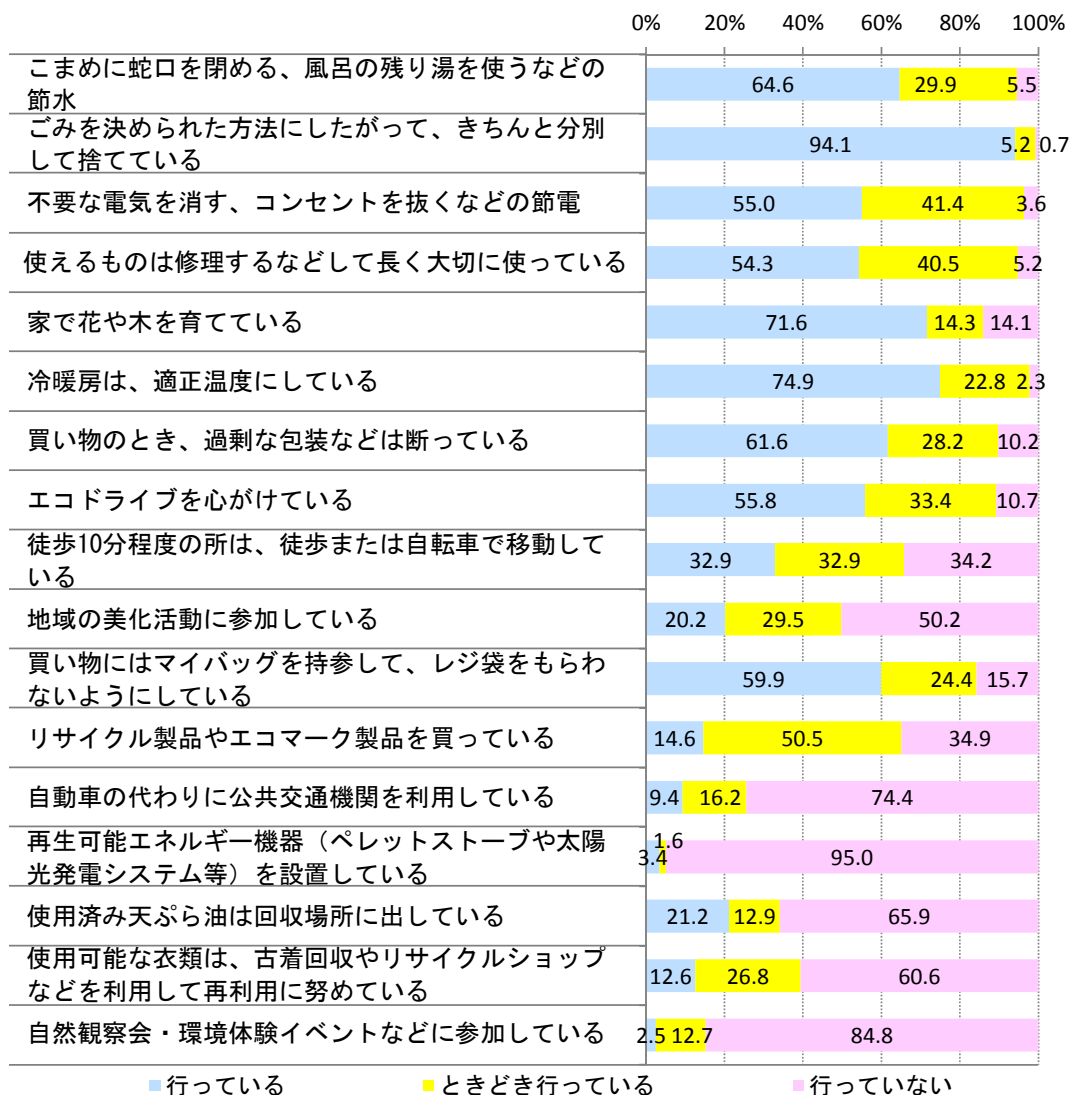 0% 20% 40% 60% 80% 100%
こまめに蛇口を閉める、風呂の残り湯を使うなどの
節水
64.6 29.9 5.5
ごみを決められた方法にしたがって、きちんと分別
して捨てている
94.1 5.2 0.7
不要な電気を消す、コンセントを抜くなどの節電
55.0 41.4 3.6
使えるものは修理するなどして長く大切に使っている
54.3 40.5 5.2
家で花や木を育てている
71.6 14.3 14.1
冷暖房は、適正温度にしている
74.9 22.8 2.3
買い物のとき、過剰な包装などは断っている
61.6 28.2 10.2
エコドライブを心がけている
55.8 33.4 10.7
徒歩10分程度の所は、徒歩または自転車で移動して
いる
32.9 32.9 34.2
地域の美化活動に参加している
20.2 29.5 50.2
買い物にはマイバッグを持参して、レジ袋をもらわ
ないようにしている
59.9 24.4 15.7
リサイクル製品やエコマーク製品を買っている
14.6 50.5 34.9
自動車の代わりに公共交通機関を利用している
9.4 16.2 74.4
再生可能エネルギー機器（ペレットストーブや太陽
光発電システム等）を設置している
3.4 1.6 95.0
使用済み天ぷら油は回収場所に出している
21.2 12.9 65.9
使用可能な衣類は、古着回収やリサイクルショップ
などを利用して再利用に努めている
12.6 26.8 60.6
自然観察会・環境体験イベントなどに参加している
2.5 12.7 84.8
行っている ときどき行っている 行っていない